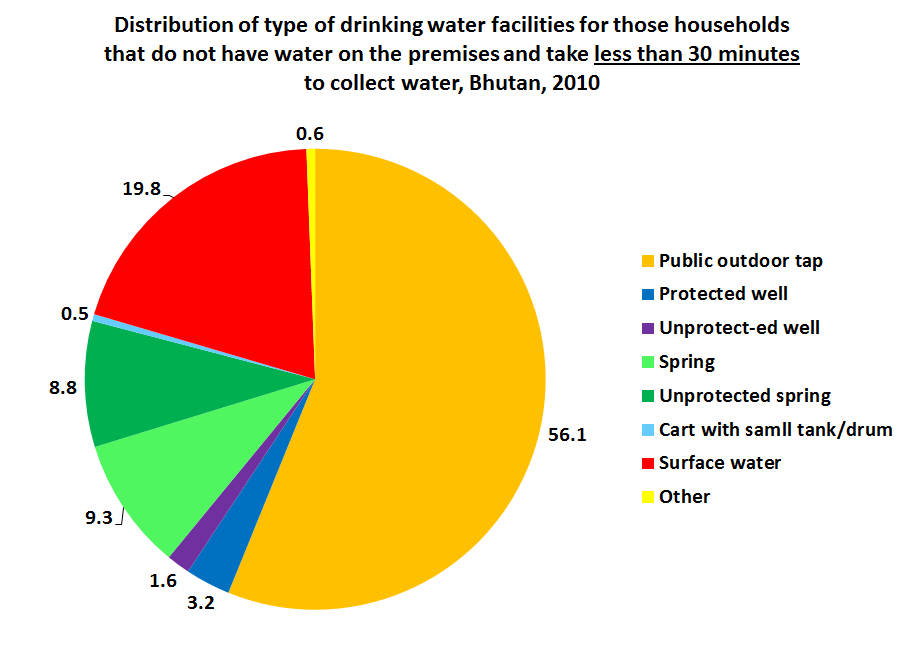 Distribution of type of drinking water facilities for those households
that do not have water on the premises and take less than 30 minutes
to collect water, Bhutan, 2010
0.6
19.8
0.5
8.8
9.3
1.6
3.2
56.1
Public outdoor tap
Protected well
Unprotect-ed well
Spring
Unprotected spring
Cart with samll tank/drum
Surface water
Other